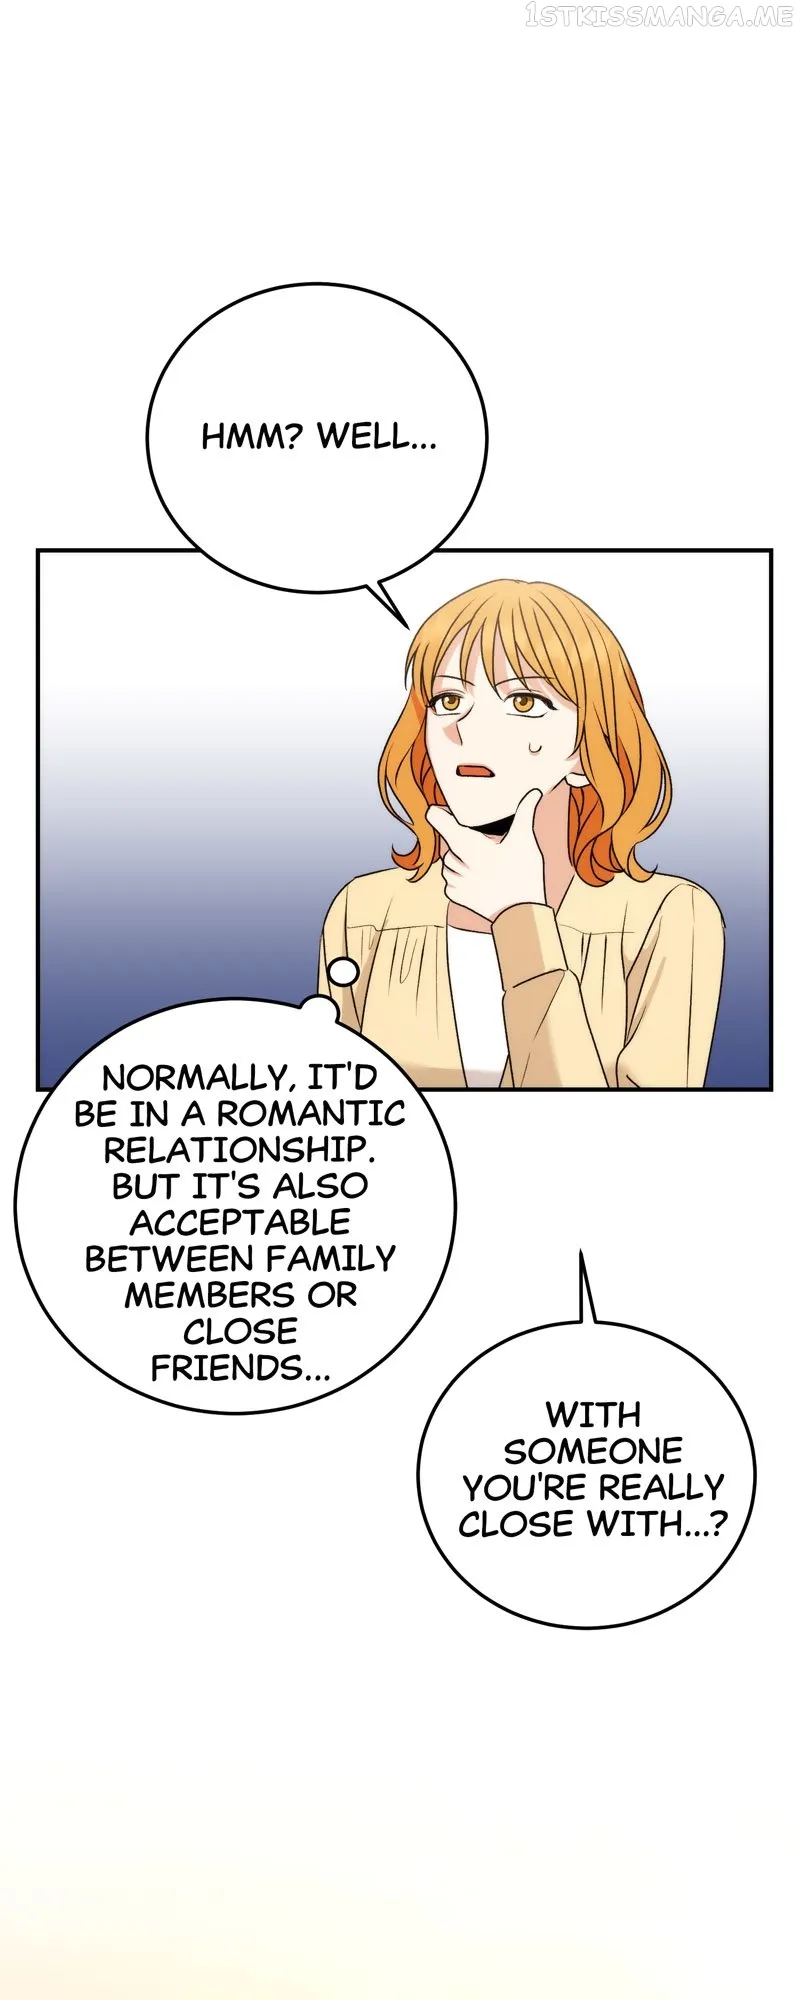 1STKISSMANGA.ME
HMM? WELL...
NORMALLY, IT'D
BE IN A ROMANTIC
RELATIONSHIP.
BUT IT'S ALSO
ACCEPTABLE
BETWEEN FAMILY
MEMBERS OR
CLOSE
FRIENDS...
WITH
SOMEONE
YOU'RE REALLY
CLOSE WITH...?